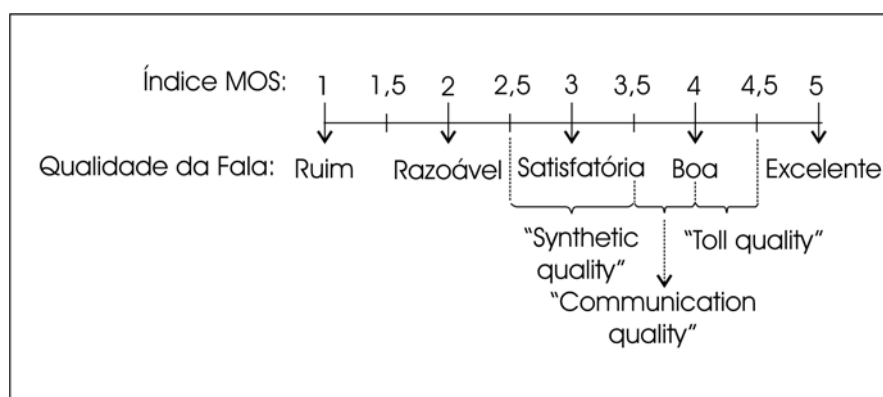 Índice MOS: 1 1,5 2 2,5 3 3,5 4 4,5 5
Qualidade da Fala: Ruim Razoável Satisfatória Boa Excelente
“Synthetic quality” “Toll quality”
“Communication quality”